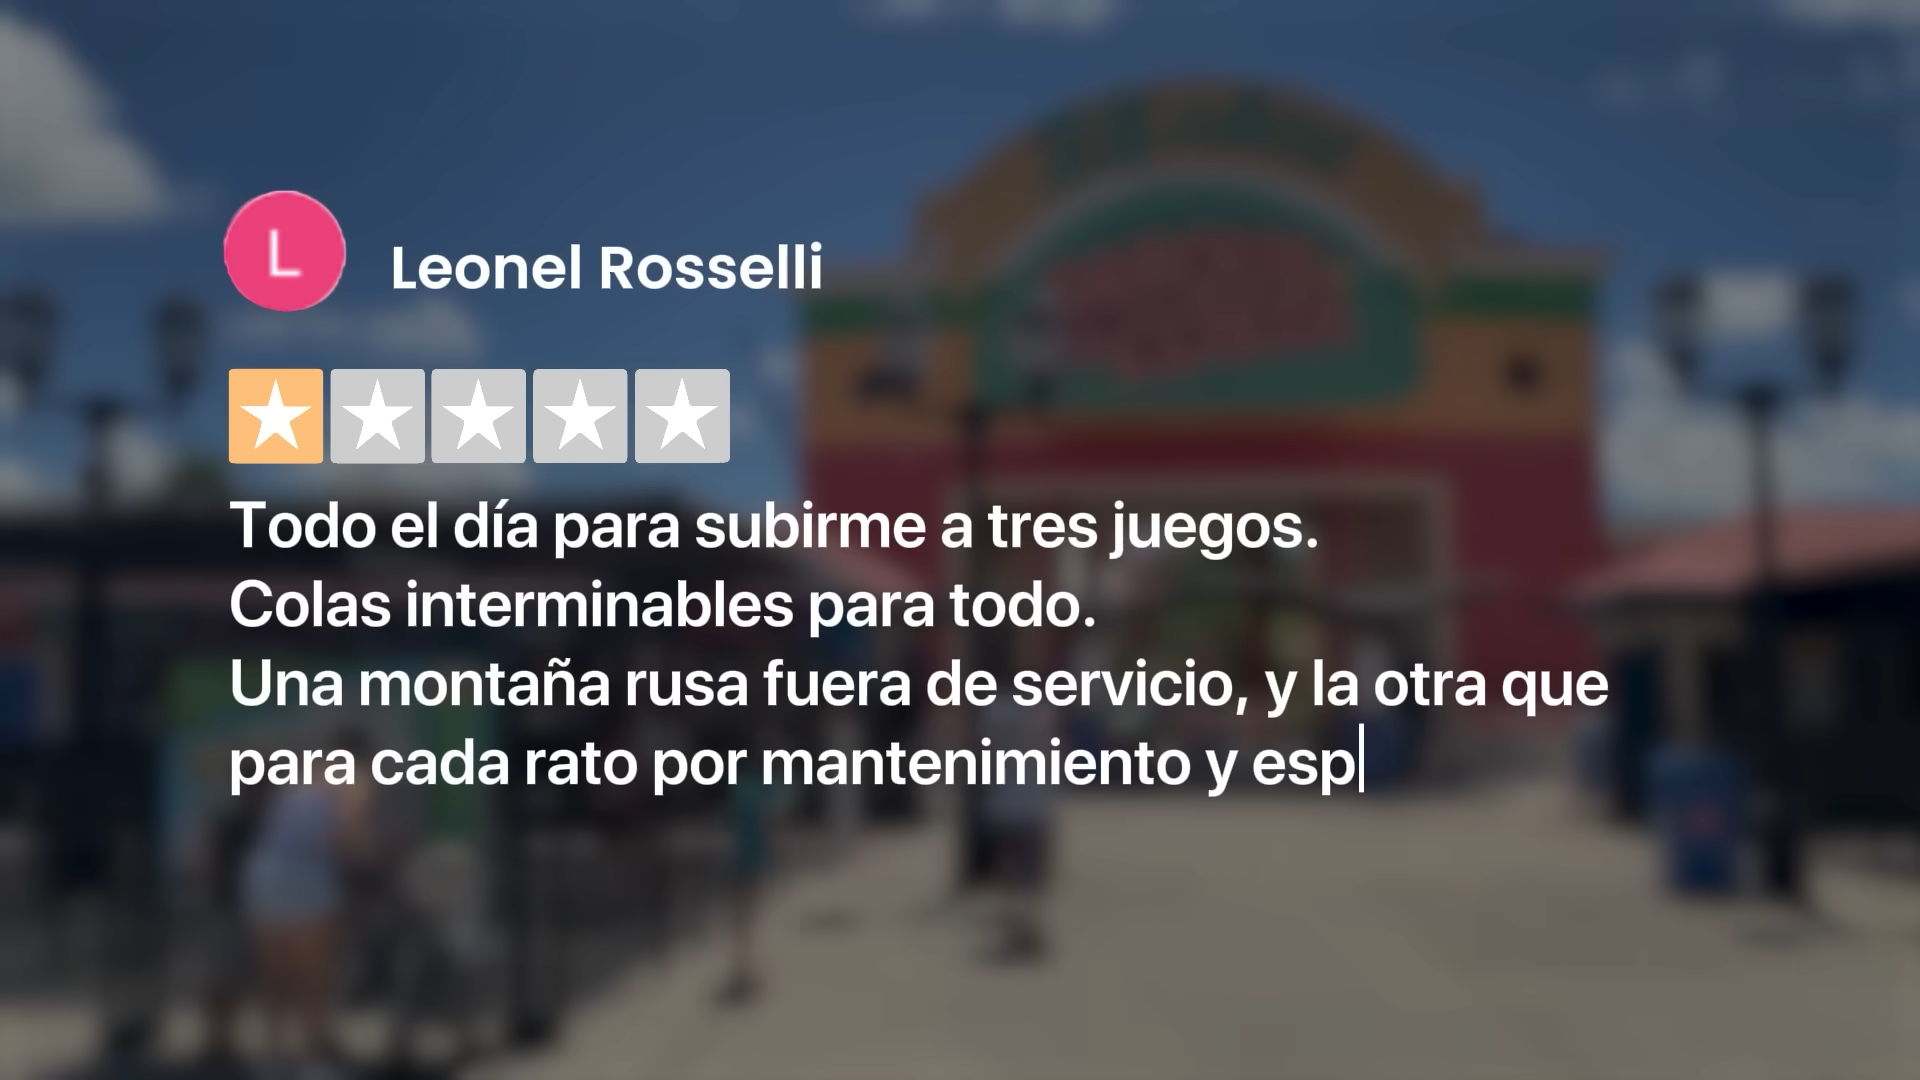 L
Leonel Rosselli
Todo el día para subirme a tres juegos.
Colas interminables para todo.
Una montaña rusa fuera de servicio, y la otra que
para cada rato por mantenimiento y esp